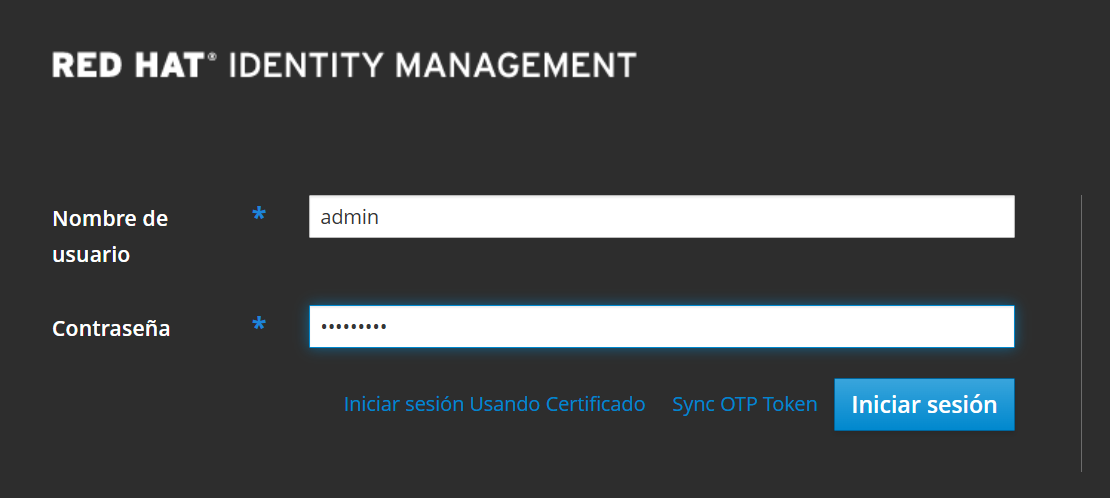 RED HAT® IDENTITY MANAGEMENT
Nombre de
usuario
*
admin
Contraseña
*
•••••••••
Iniciar sesión Usando Certificado
Sync OTP Token
Iniciar sesión